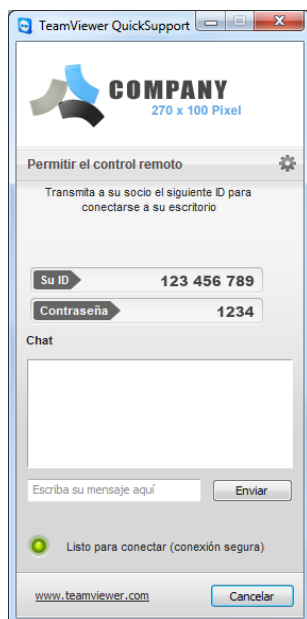 TeamViewer QuickSupport
COMPANY
270 x 100 Pixel
Permitir el control remoto
Transmita a su socio el siguiente ID para
conectarse a su escritorio
Su ID 123 456 789
Contraseña 1234
Chat
Escriba su mensaje aquí Enviar
Listo para conectar (conexión segura)
www.teamviewer.com Cancelar